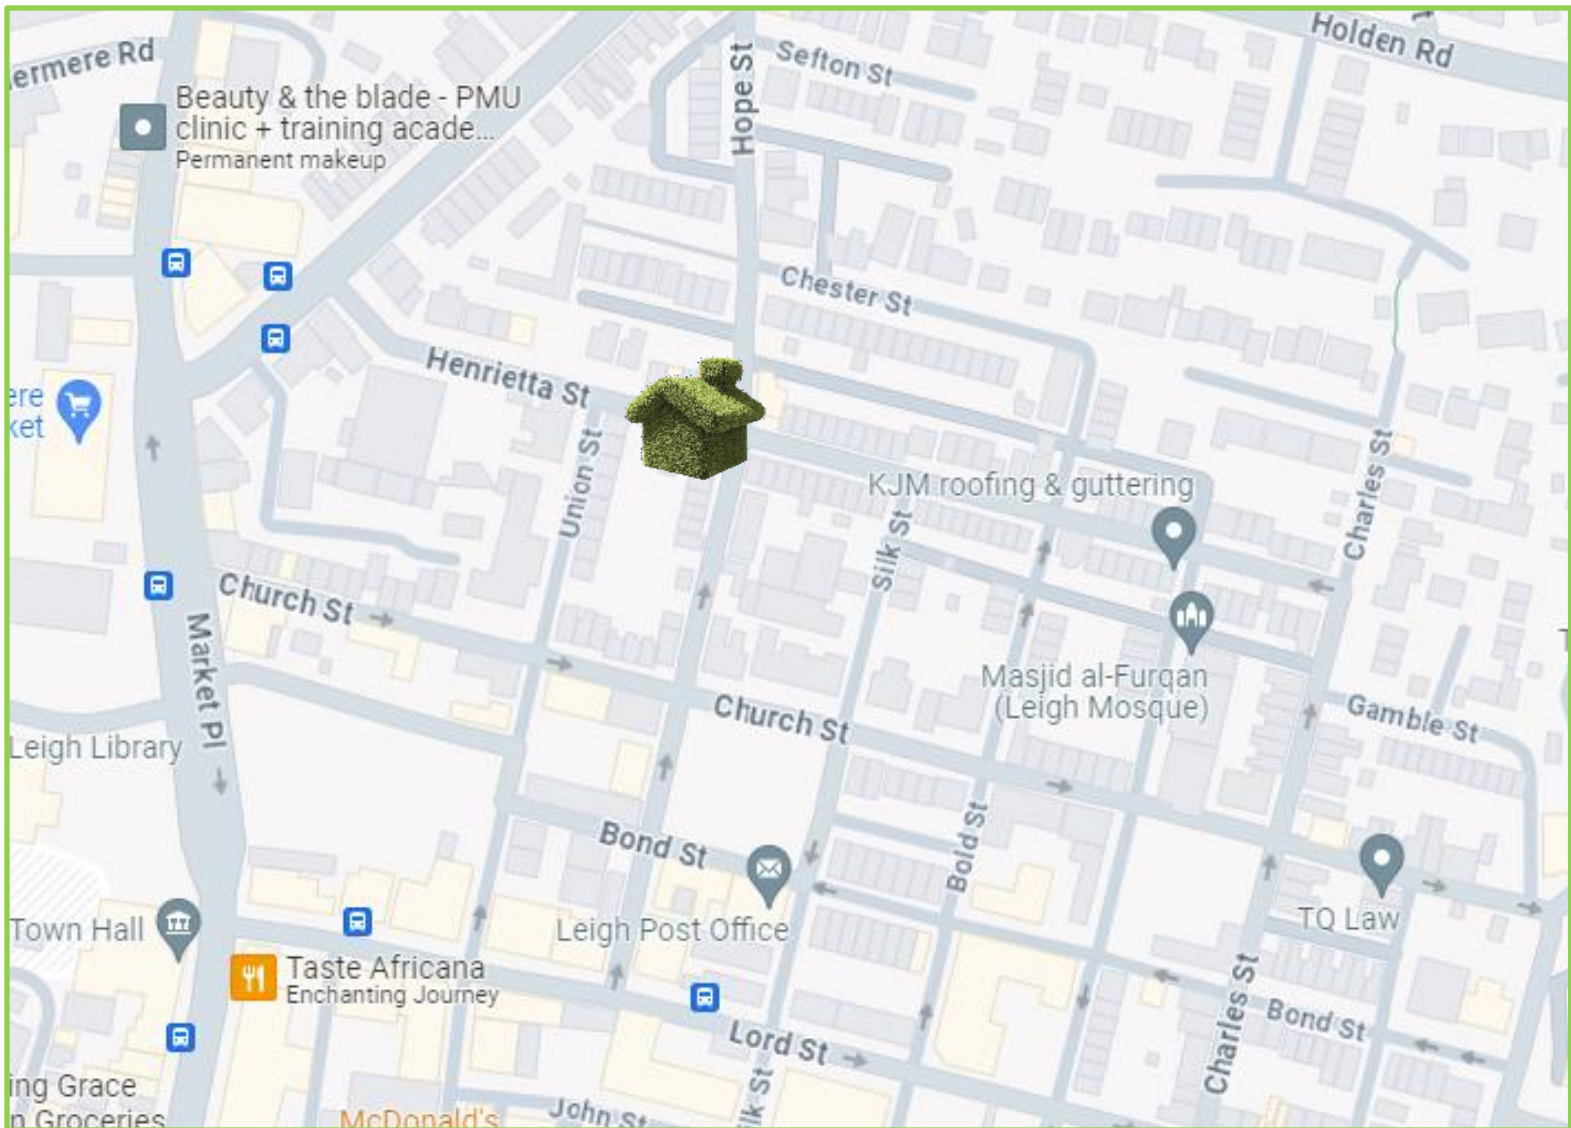 ermere Rd
Beauty & the blade - PMU
clinic + training acade...
Permanent makeup
Hope St
Sefton St
Holden Rd
Chester St
Henrietta St
ere
ket
Union St
KJM roofing & guttering
Silk St
Charles St
Church St
Market Pl
Masjid al-Furqan
(Leigh Mosque)
Gamble St
Church St
Leigh Library
Bond St
Bold St
Leigh Post Office
TQ Law
Town Hall
Taste Africana
Enchanting Journey
Lord St
Charles St
Bond St
ing Grace
n Groceries
McDonald's
John St
lk St